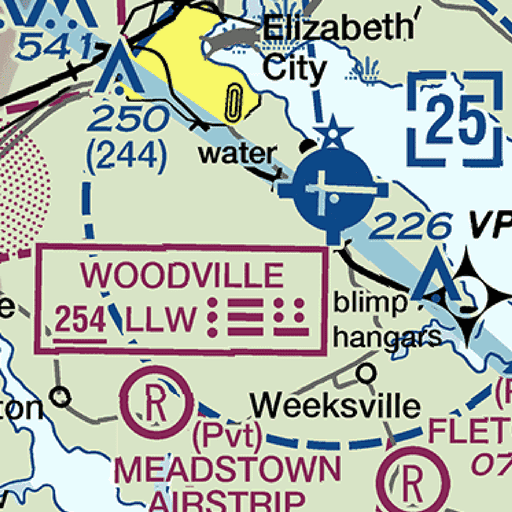 541
Elizabeth
City
250
(244)
water
25
226
VP
WOODVILLE
254 LLW
blimp
hangars
R
Weeksville
(Pvt)
MEADSTOWN
AIRSTRIP
FLET
07
R